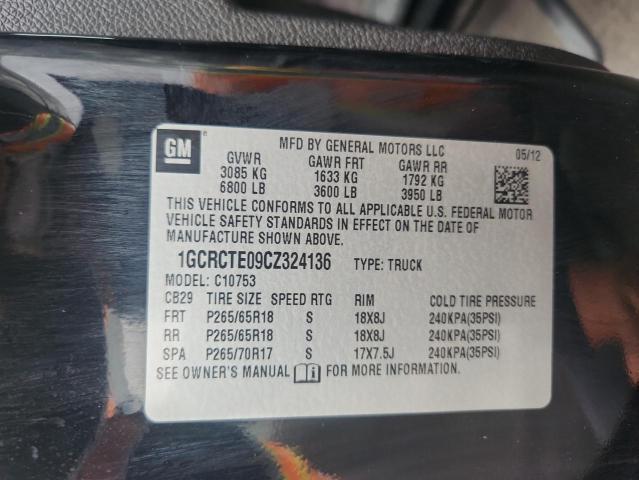 GM
MFD BY GENERAL MOTORS LLC 05/12
GVWR GAWR FRT GAWR RR
3085 KG 1633 KG 1792 KG
6800 LB 3600 LB 3950 LB
THIS VEHICLE CONFORMS TO ALL APPLICABLE U.S. FEDERAL MOTOR
VEHICLE SAFETY STANDARDS IN EFFECT ON THE DATE OF
MANUFACTURE SHOWN ABOVE.
1GCRCTE09CZ324136 TYPE: TRUCK
MODEL: C10753
CB29 TIRE SIZE SPEED RTG RIM COLD TIRE PRESSURE
FRT P265/65R18 S 18X8J 240KPA(35PSI)
RR P265/65R18 S 18X8J 240KPA(35PSI)
SPA P265/70R17 S 17X7.5J 240KPA(35PSI)
SEE OWNER'S MANUAL FOR MORE INFORMATION.